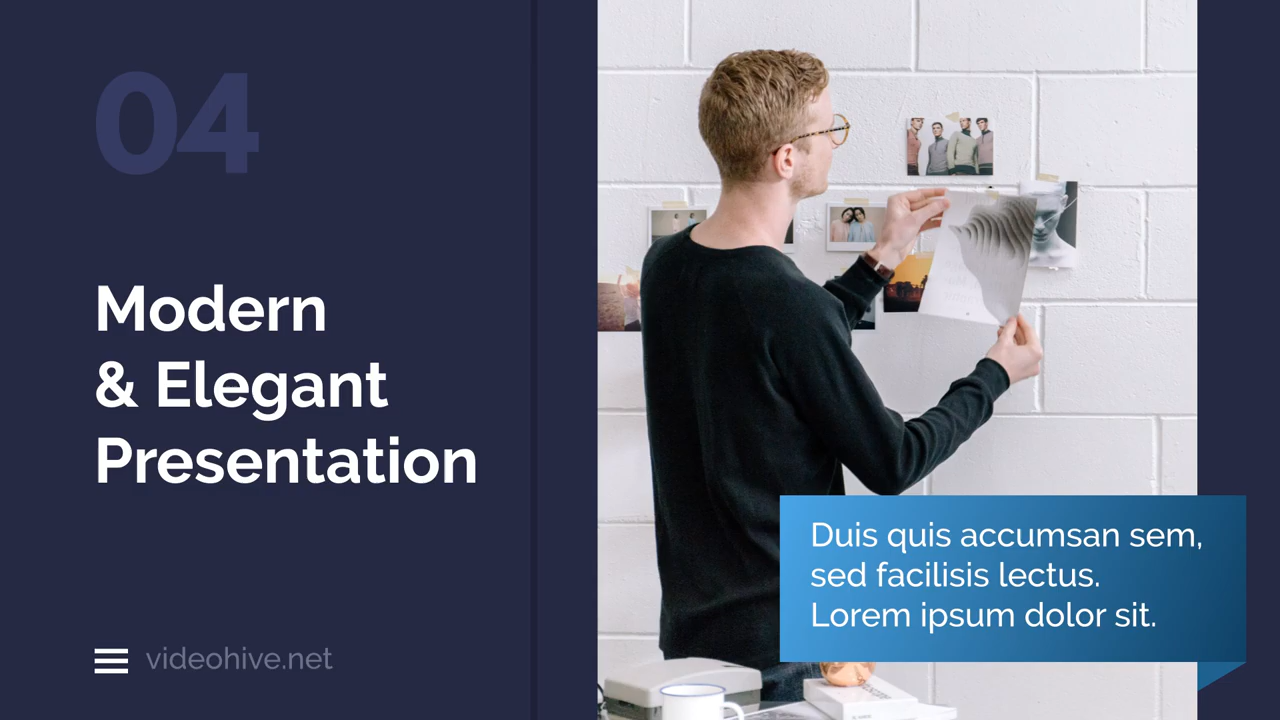 04
Modern
& Elegant
Presentation
videohive.net
Duis quis accumsan sem,
sed facilisis lectus.
Lorem ipsum dolor sit.